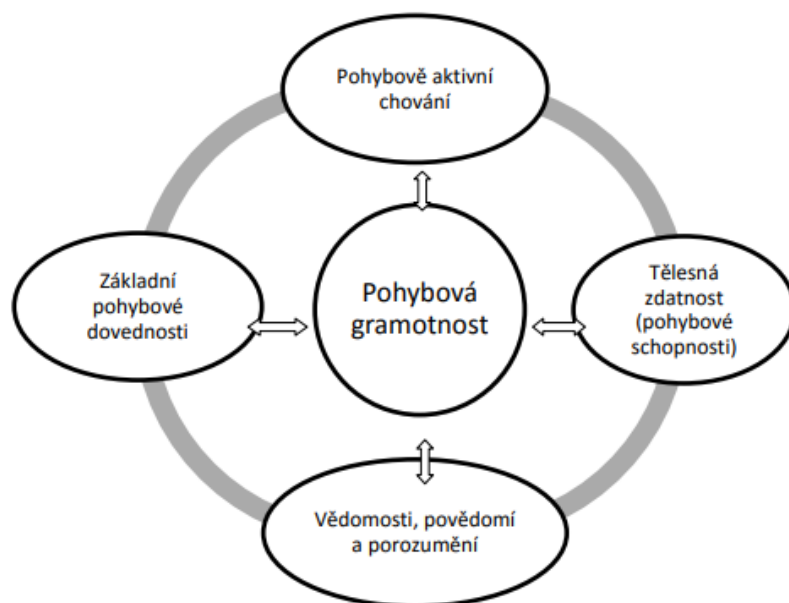 Pohybově aktivní
chování
Základní
pohybové
dovednosti
Pohybová
gramotnost
Tělesná
zdatnost
(pohybové
schopnosti)
Vědomosti, povědomí
a porozumění